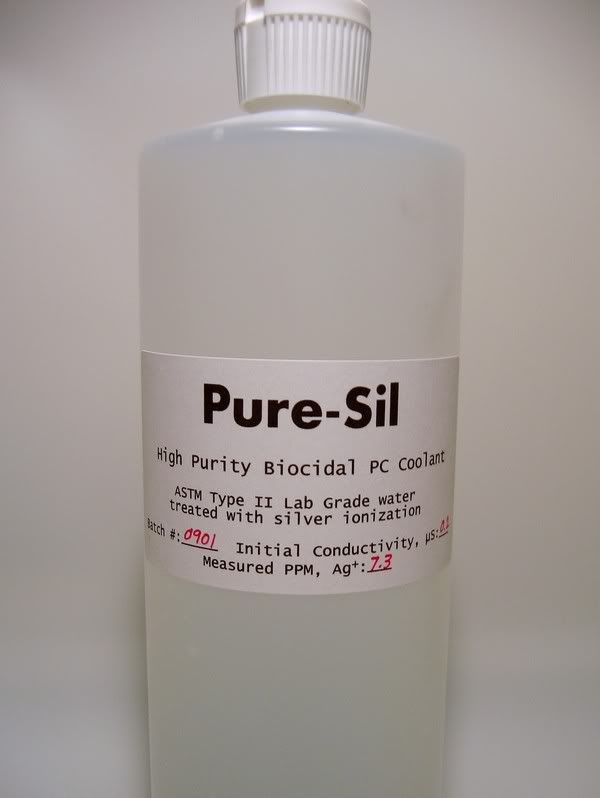 Pure-Sil
High Purity Biocidal PC Coolant
ASTM Type II Lab Grade water
treated with silver ionization
Batch #: 0901 Initial Conductivity, µs:
Measured PPM, Ag+: 7.3